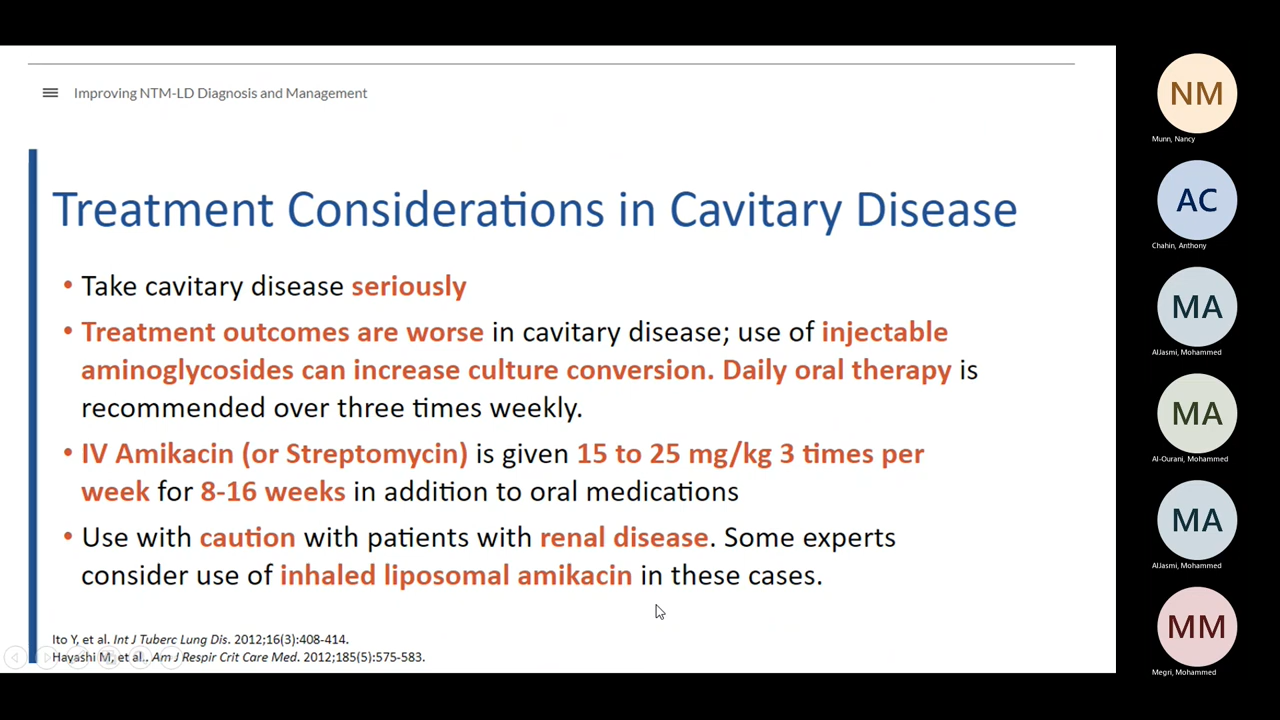 Improving NTM-LD Diagnosis and Management
Treatment Considerations in Cavitary Disease
• Take cavitary disease seriously
• Treatment outcomes are worse in cavitary disease; use of injectable
aminoglycosides can increase culture conversion. Daily oral therapy is
recommended over three times weekly.
• IV Amikacin (or Streptomycin) is given 15 to 25 mg/kg 3 times per
week for 8-16 weeks in addition to oral medications
• Use with caution with patients with renal disease. Some experts
consider use of inhaled liposomal amikacin in these cases.
Ito Y, et al. Int J Tuberc Lung Dis. 2012;16(3):408-414.
Hayashi M, et al.. Am J Respir Crit Care Med. 2012;185(5):575-583.
NM
Munn, Nancy
AC
Chahin, Anthony
MA
AlJasmi, Mohammed
MA
Al-Ourani, Mohammed
MA
AlJasmi, Mohammed
MM
Megri, Mohammed